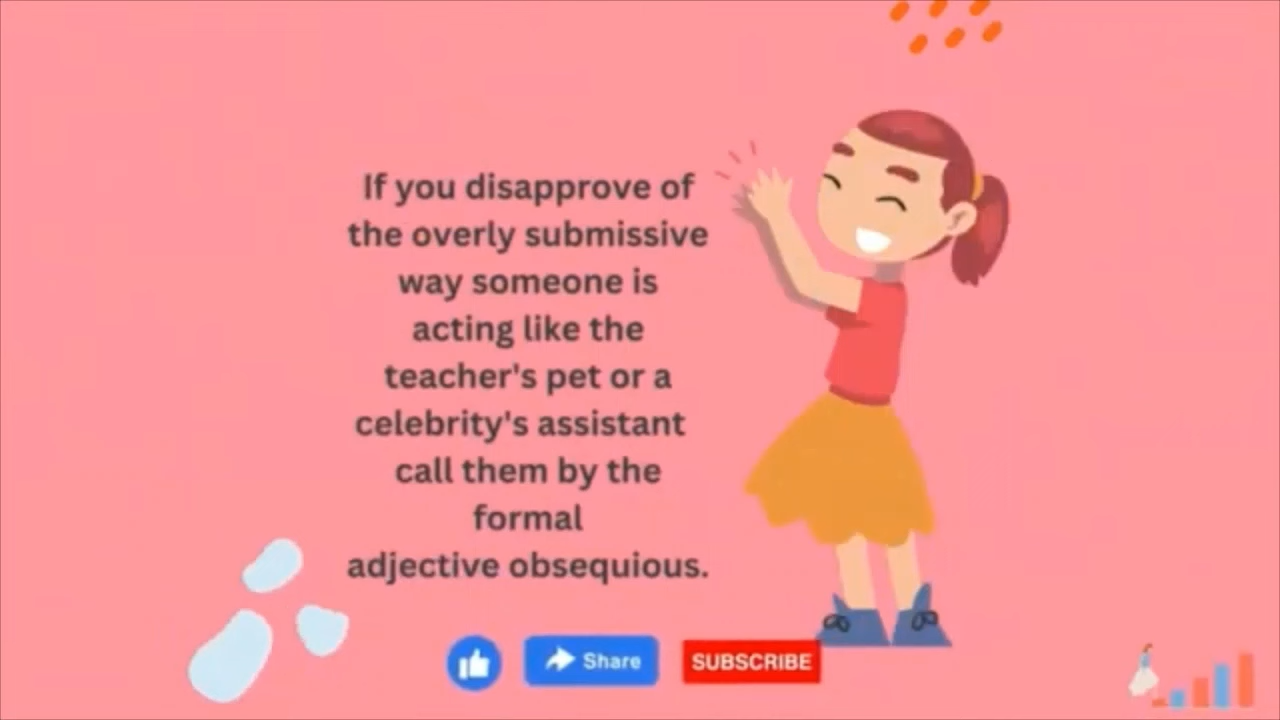 If you disapprove of
the overly submissive
way someone is
acting like the
teacher's pet or a
celebrity's assistant
call them by the
formal
adjective obsequious.
Share
SUBSCRIBE